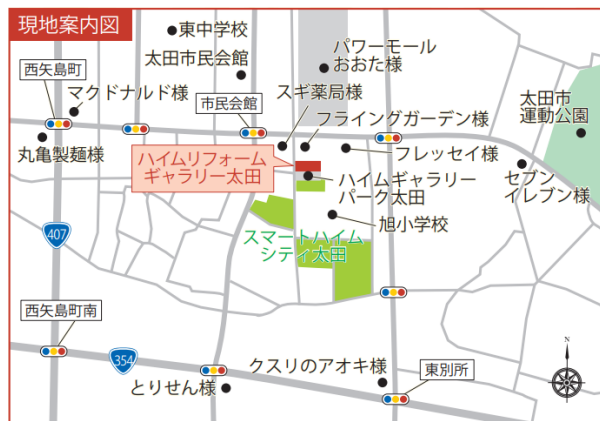 現地案内図
東中学校
太田市民会館
パワーモール
おおた様
西矢島町
マクドナルド様
市民会館
スギ薬局様
フライングガーデン様
太田市
運動公園
丸亀製麺様
ハイムリフォーム
ギャラリー太田
フレッセイ様
ハイムギャラリー
パーク太田
セブン
イレブン様
旭小学校
スマートハイム
シティ太田
407
西矢島町南
354
クスリのアオキ様
東別所
とりせん様
N